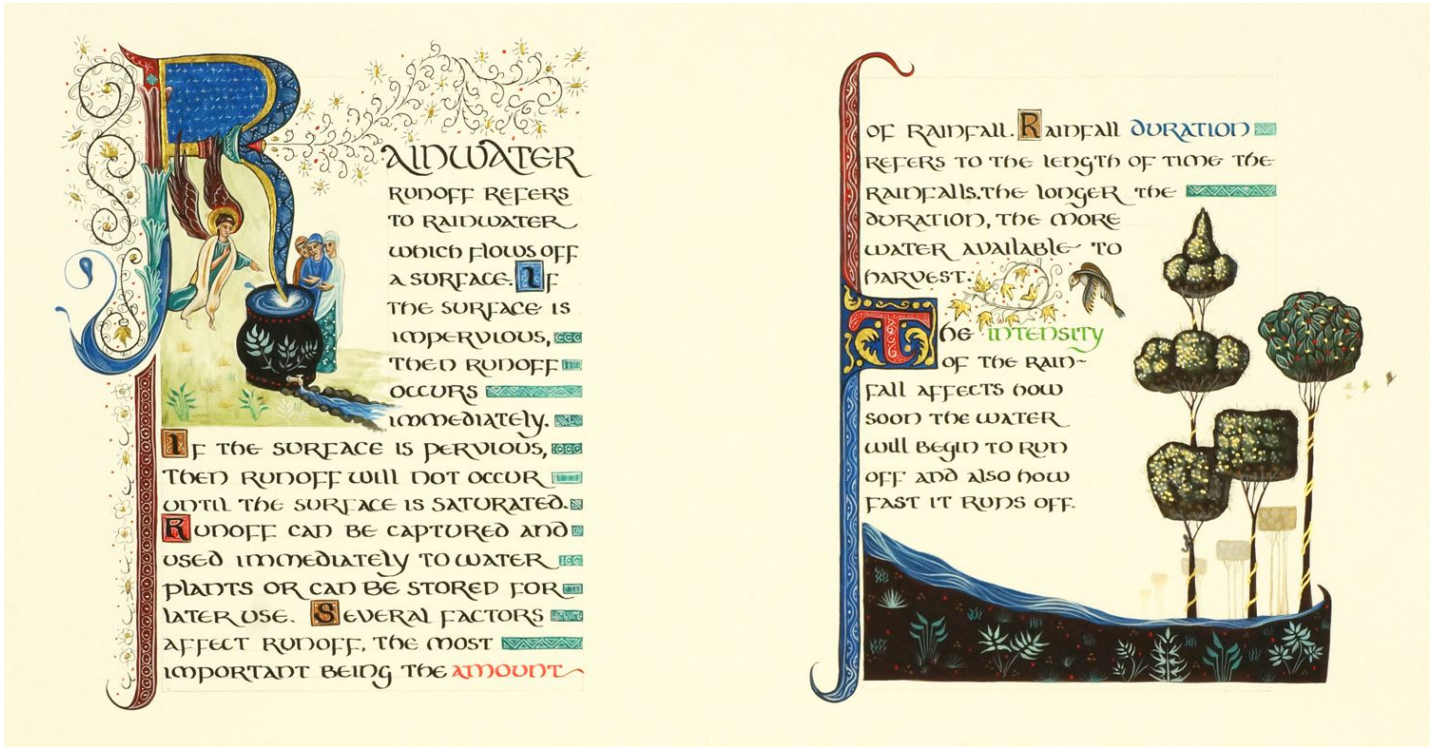 RAINWATER
RUNOFF REFERS
TO RAINWATER
WHICH FLOWS OFF
A SURFACE. IF
THE SURFACE IS
IMPERVIOUS,
THEN RUNOFF
OCCURS
IMMEDIATELY.
IF THE SURFACE IS PERVIOUS,
THEN RUNOFF WILL NOT OCCUR
UNTIL THE SURFACE IS SATURATED.
RUNOFF CAN BE CAPTURED AND
USED IMMEDIATELY TO WATER
PLANTS OR CAN BE STORED FOR
LATER USE. SEVERAL FACTORS
AFFECT RUNOFF, THE MOST
IMPORTANT BEING THE AMOUNT
OF RAINFALL. RAINFALL DURATION
REFERS TO THE LENGTH OF TIME THE
RAINFALLS. THE LONGER THE
DURATION, THE MORE
WATER AVAILABLE TO
HARVEST.
THE INTENSITY
OF THE RAIN-
FALL AFFECTS HOW
SOON THE WATER
WILL BEGIN TO RUN
OFF AND ALSO HOW
FAST IT RUNS OFF.